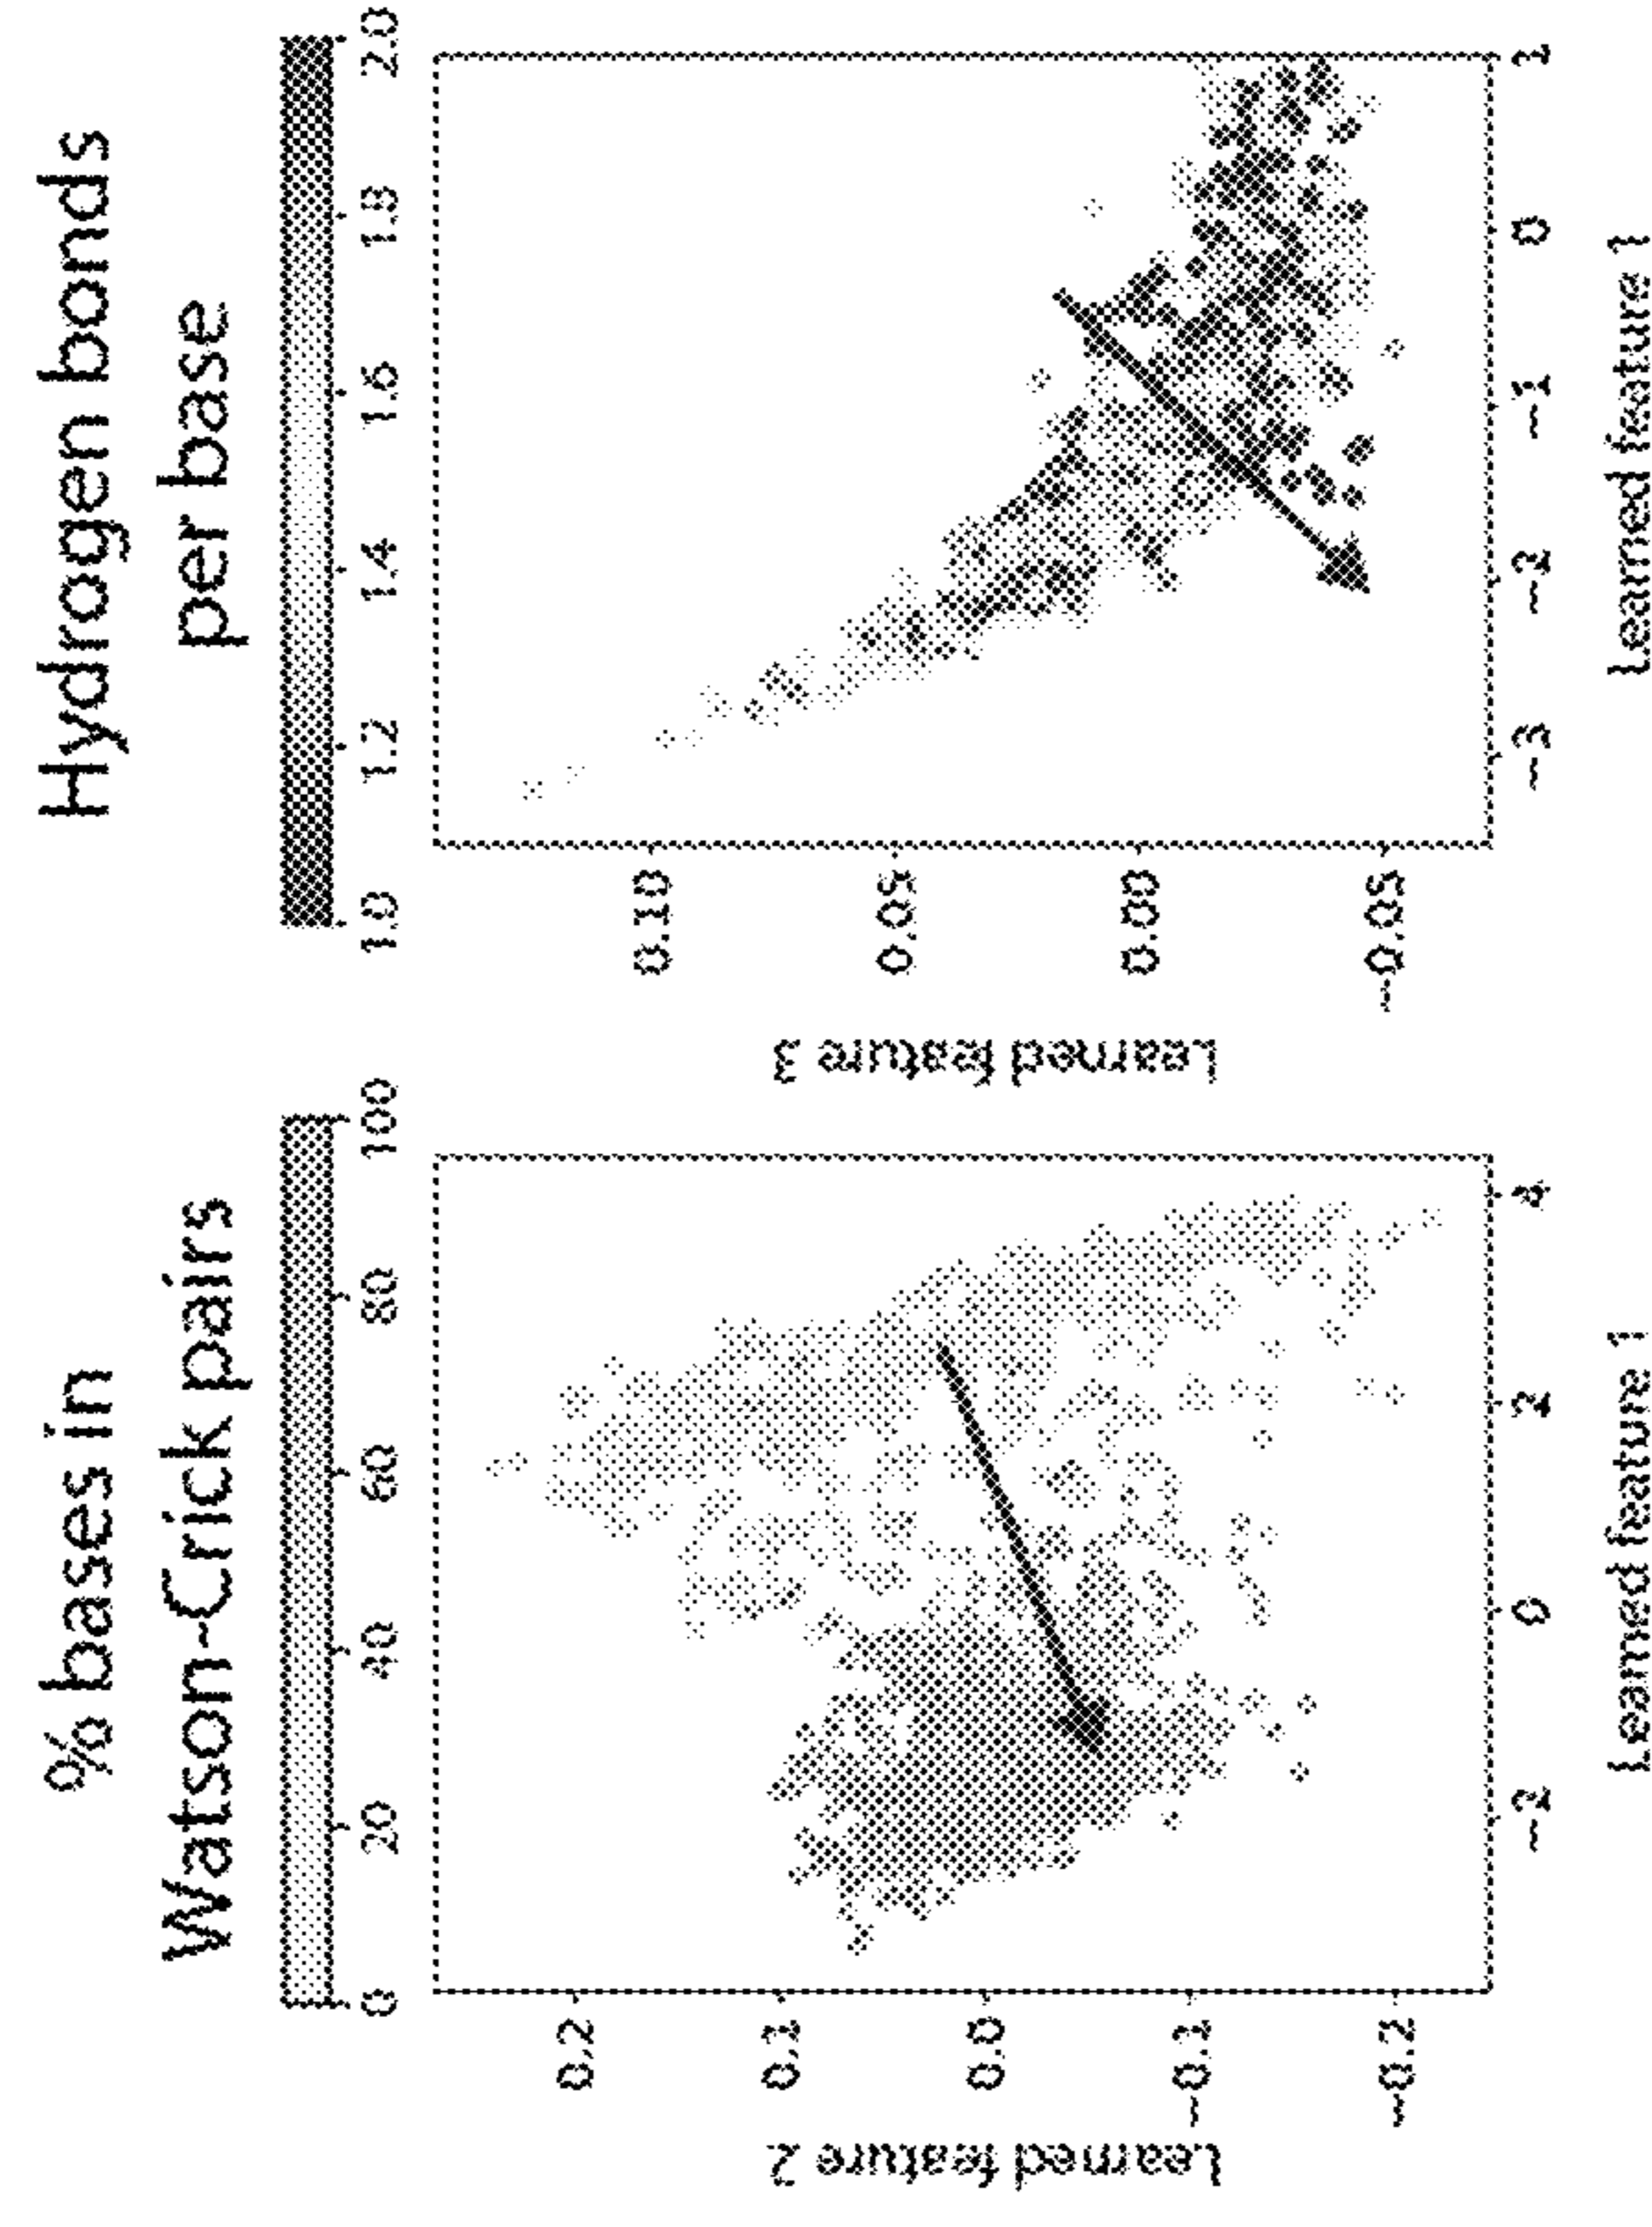 % bases in
Watson-Crick pairs
0 20 40 60 80 100
Learned feature 2
0.2
0.1
0.0
-0.1
-0.2
-2 0 2 4
Learned feature 1
Hydrogen bonds
per base
1.0 1.2 1.4 1.6 1.8 2.0
Learned feature 3
0.10
0.05
0.00
-0.05
-3 -2 -1 0 1
Learned feature 1